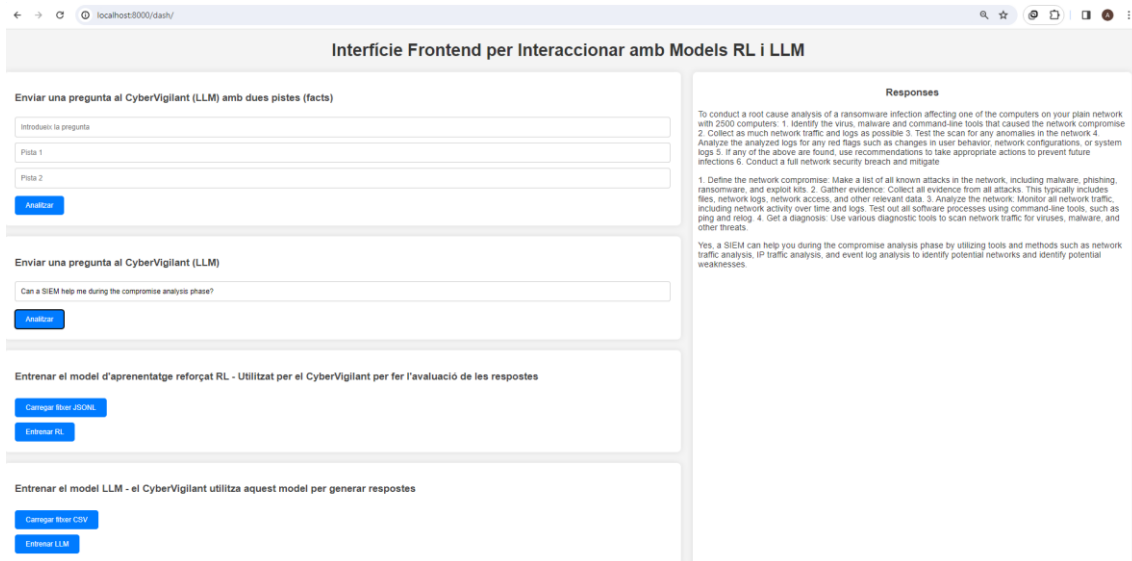 localhost:8000/dash/
Interfície Frontend per Interaccionar amb Models RL i LLM
Enviar una pregunta al CyberVigilant (LLM) amb dues pistes (facts)
Introdueix la pregunta
Pista 1
Pista 2
Analitzar
Enviar una pregunta al CyberVigilant (LLM)
Can a SIEM help me during the compromise analysis phase?
Analitzar
Entrenar el model d'aprenentatge reforçat RL - Utilitzat per el CyberVigilant per fer l'avaluació de les respostes
Carregar fitxer JSONL
Entrenar RL
Entrenar el model LLM - el CyberVigilant utilitza aquest model per generar respostes
Carregar fitxer CSV
Entrenar LLM
Responses
To conduct a root cause analysis of a ransomware infection affecting one of the computers on your plain network
with 2500 computers: 1. Identify the virus, malware and command-line tools that caused the network compromise
2. Collect as much network traffic and logs as possible 3. Test the scan for any anomalies in the network 4.
Analyze the analyzed logs for any red flags such as changes in user behavior, network configurations, or system
logs 5. If any of the above are found, use recommendations to take appropriate actions to prevent future
infections 6. Conduct a full network security breach and mitigate
1. Define the network compromise: Make a list of all known attacks in the network, including malware, phishing,
ransomware, and exploit kits. 2. Gather evidence: Collect all evidence from all attacks. This typically includes
files, network logs, network access, and other relevant data. 3. Analyze the network: Monitor all network traffic,
including network activity over time and logs. Test out all software processes using command-line tools, such as
ping and relog. 4. Get a diagnosis: Use various diagnostic tools to scan network traffic for viruses, malware, and
other threats.
Yes, a SIEM can help you during the compromise analysis phase by utilizing tools and methods such as network
traffic analysis, IP traffic analysis, and event log analysis to identify potential networks and identify potential
weaknesses.